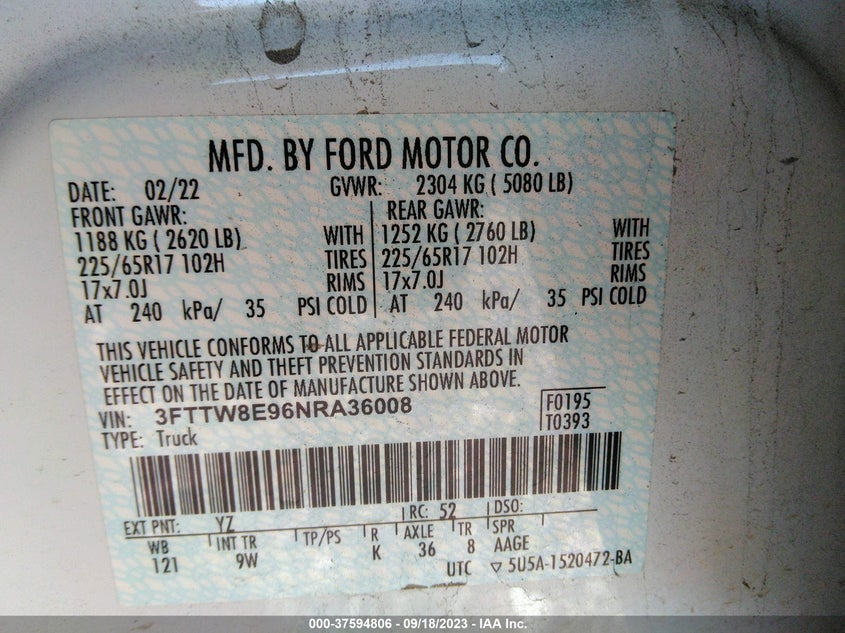 MFD. BY FORD MOTOR CO.
DATE: 02/22 GVWR: 2304 KG ( 5080 LB)
FRONT GAWR: REAR GAWR:
1188 KG ( 2620 LB) WITH 1252 KG ( 2760 LB) WITH
225/65R17 102H TIRES 225/65R17 102H TIRES
17x7.0J RIMS 17x7.0J RIMS
AT 240 kPa/ 35 PSI COLD AT 240 kPa/ 35 PSI COLD
THIS VEHICLE CONFORMS TO ALL APPLICABLE FEDERAL MOTOR
VEHICLE SAFETY AND THEFT PREVENTION STANDARDS IN
EFFECT ON THE DATE OF MANUFACTURE SHOWN ABOVE.
VIN: 3FTTW8E96NRA36008 F0195
TYPE: Truck T0393
EXT PNT: YZ RC: 52 DSO:
WB INT TR TP/PS R AXLE TR SPR
121 9W K 36 8 AAGE
UTC ▽ 5U5A-1520472-BA
000-37594806 - 09/18/2023 - IAA Inc.